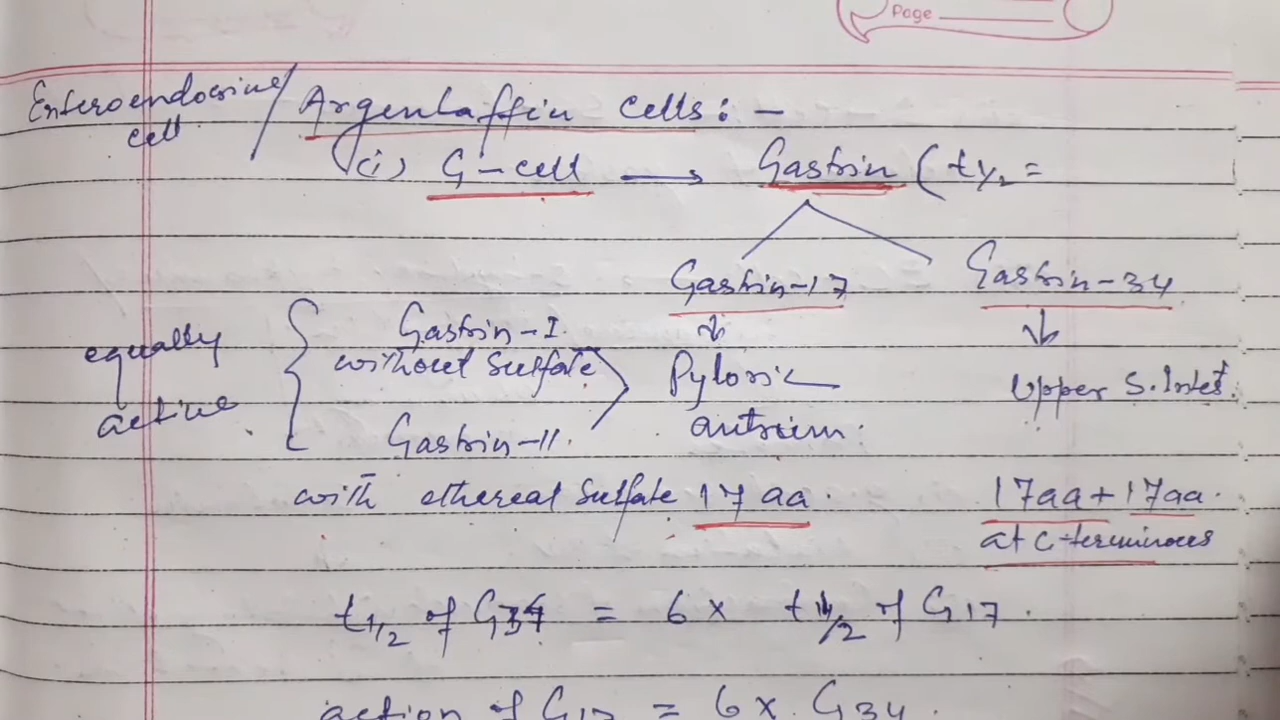 Page
Enteroendocrine cell / Argentaffin cells: -
(i) G-cell → Gastrin ( t1/2 =
Gastrin-17 Gastrin-34
equally active { Gastrin-I without sulfate
Pyloric antrum.
Upper S.Intest.
Gastrin-II.
with ethereal sulfate 17 aa. 17aa+17aa.
at C-terminous
t1/2 of G34 = 6 x t1/2 of G17.
action of G17 = 6x. G34.